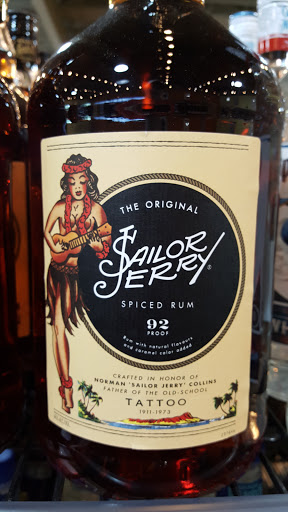 THE ORIGINAL
SAILOR
JERRY®
SPICED RUM
92
PROOF
Rum with natural flavours
and caramel color added
CRAFTED IN HONOR OF
NORMAN 'SAILOR JERRY' COLLINS
FATHER OF THE OLD-SCHOOL
TATTOO
1911-1973